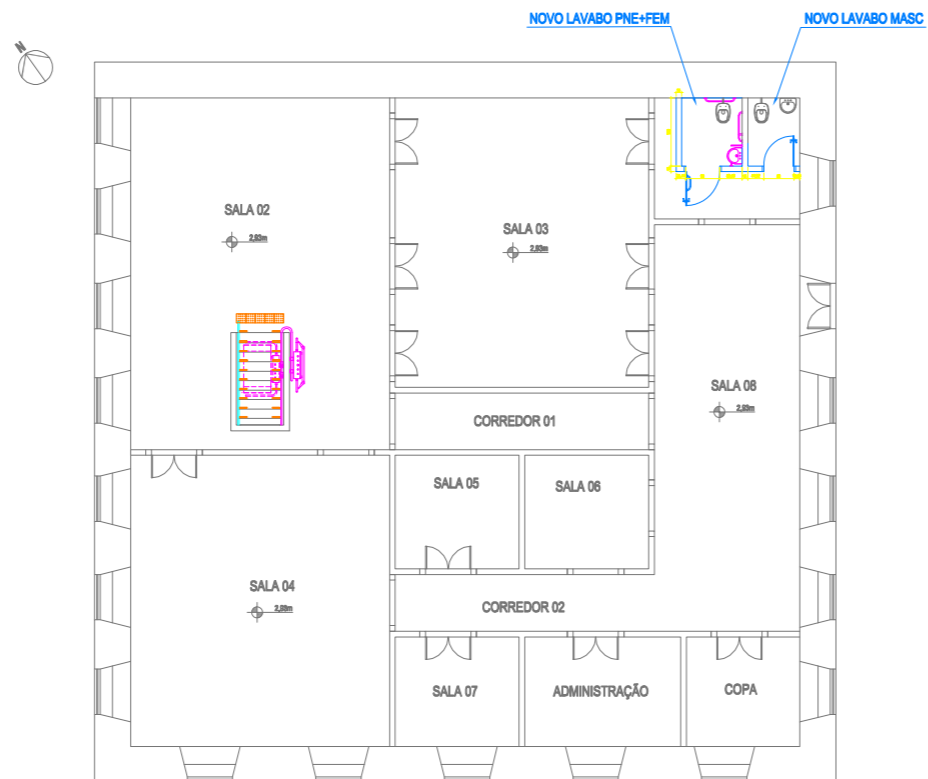 NOVO LAVABO PNE+FEM
NOVO LAVABO MASC
N
SALA 02
2,93m
SALA 03
2,93m
SALA 08
2,93m
CORREDOR 01
SALA 05
SALA 06
SALA 04
2,93m
CORREDOR 02
SALA 07
ADMINISTRAÇÃO
COPA